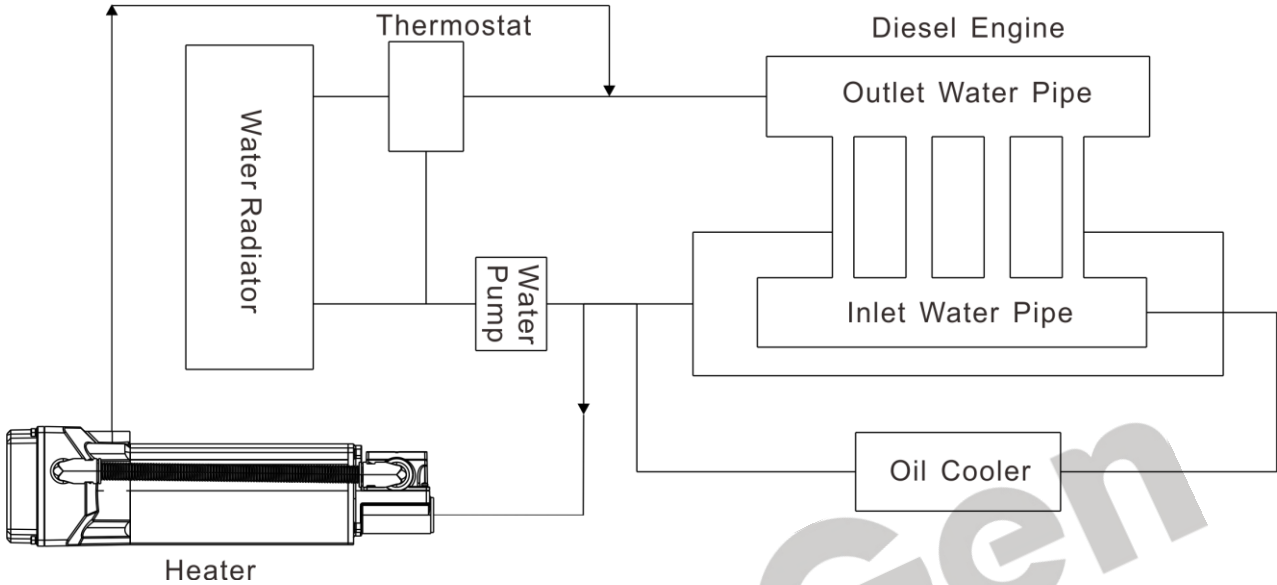 Thermostat
Diesel Engine
Outlet Water Pipe
Water Radiator
Water
Pump
Inlet Water Pipe
Oil Cooler
Gen
Heater